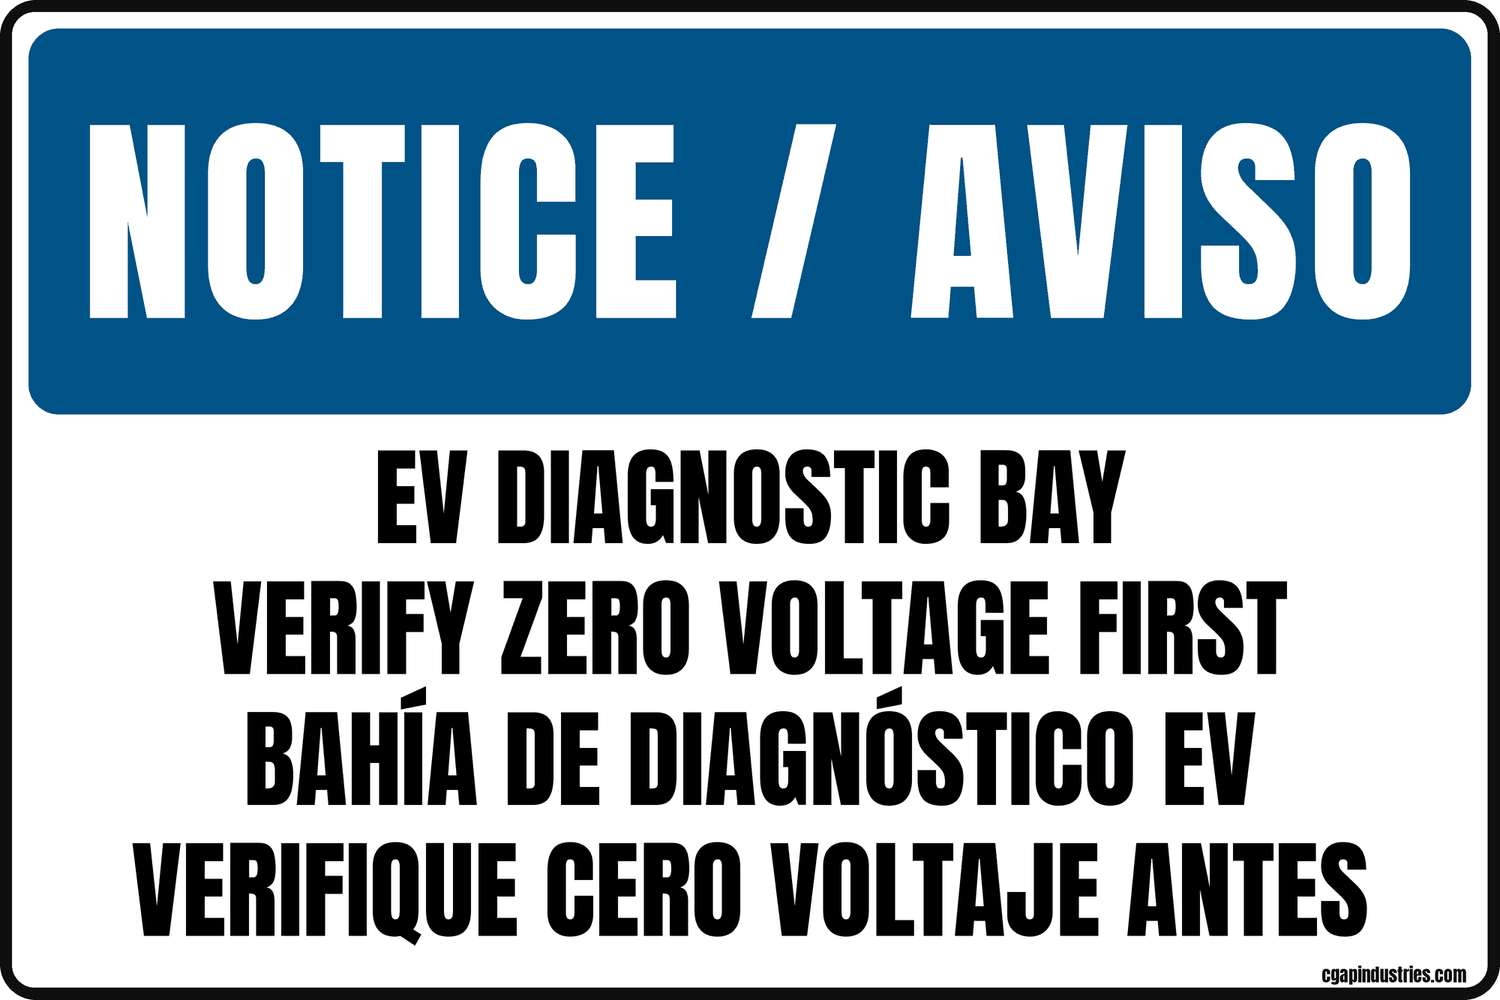 NOTICE / AVISO
EV DIAGNOSTIC BAY
VERIFY ZERO VOLTAGE FIRST
BAHÍA DE DIAGNÓSTICO EV
VERIFIQUE CERO VOLTAJE ANTES
cgapindustries.com